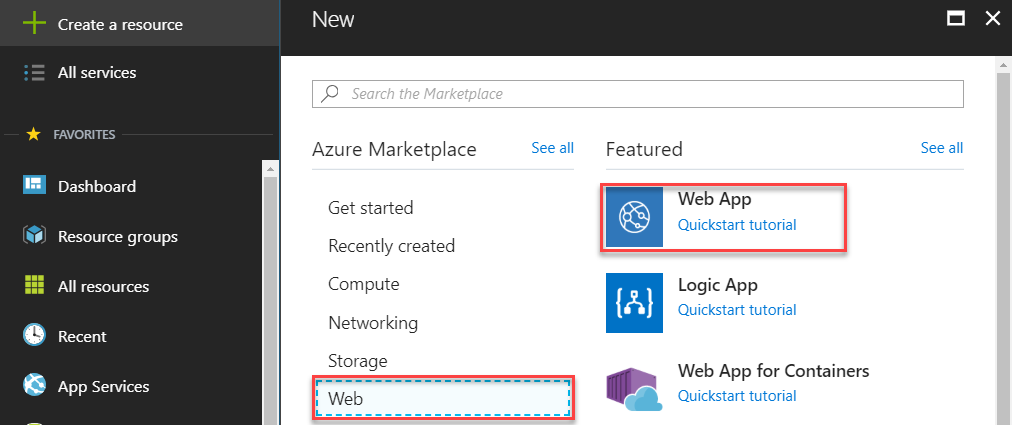 Create a resource
All services
FAVORITES
Dashboard
Resource groups
All resources
Recent
App Services
New
Search the Marketplace
Azure Marketplace
See all
Get started
Recently created
Compute
Networking
Storage
Web
Featured
See all
Web App
Quickstart tutorial
Logic App
Quickstart tutorial
Web App for Containers
Quickstart tutorial